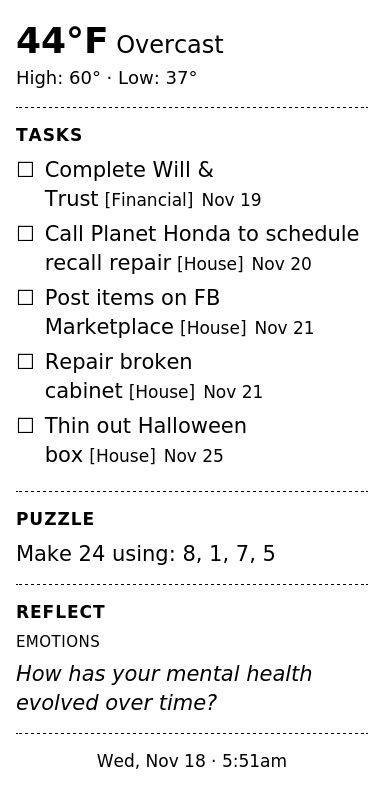 44°F Overcast
High: 60° · Low: 37°
TASKS
☐ Complete Will &
Trust [Financial] Nov 19
☐ Call Planet Honda to schedule
recall repair [House] Nov 20
☐ Post items on FB
Marketplace [House] Nov 21
☐ Repair broken
cabinet [House] Nov 21
☐ Thin out Halloween
box [House] Nov 25
PUZZLE
Make 24 using: 8, 1, 7, 5
REFLECT
EMOTIONS
How has your mental health
evolved over time?
Wed, Nov 18 · 5:51am